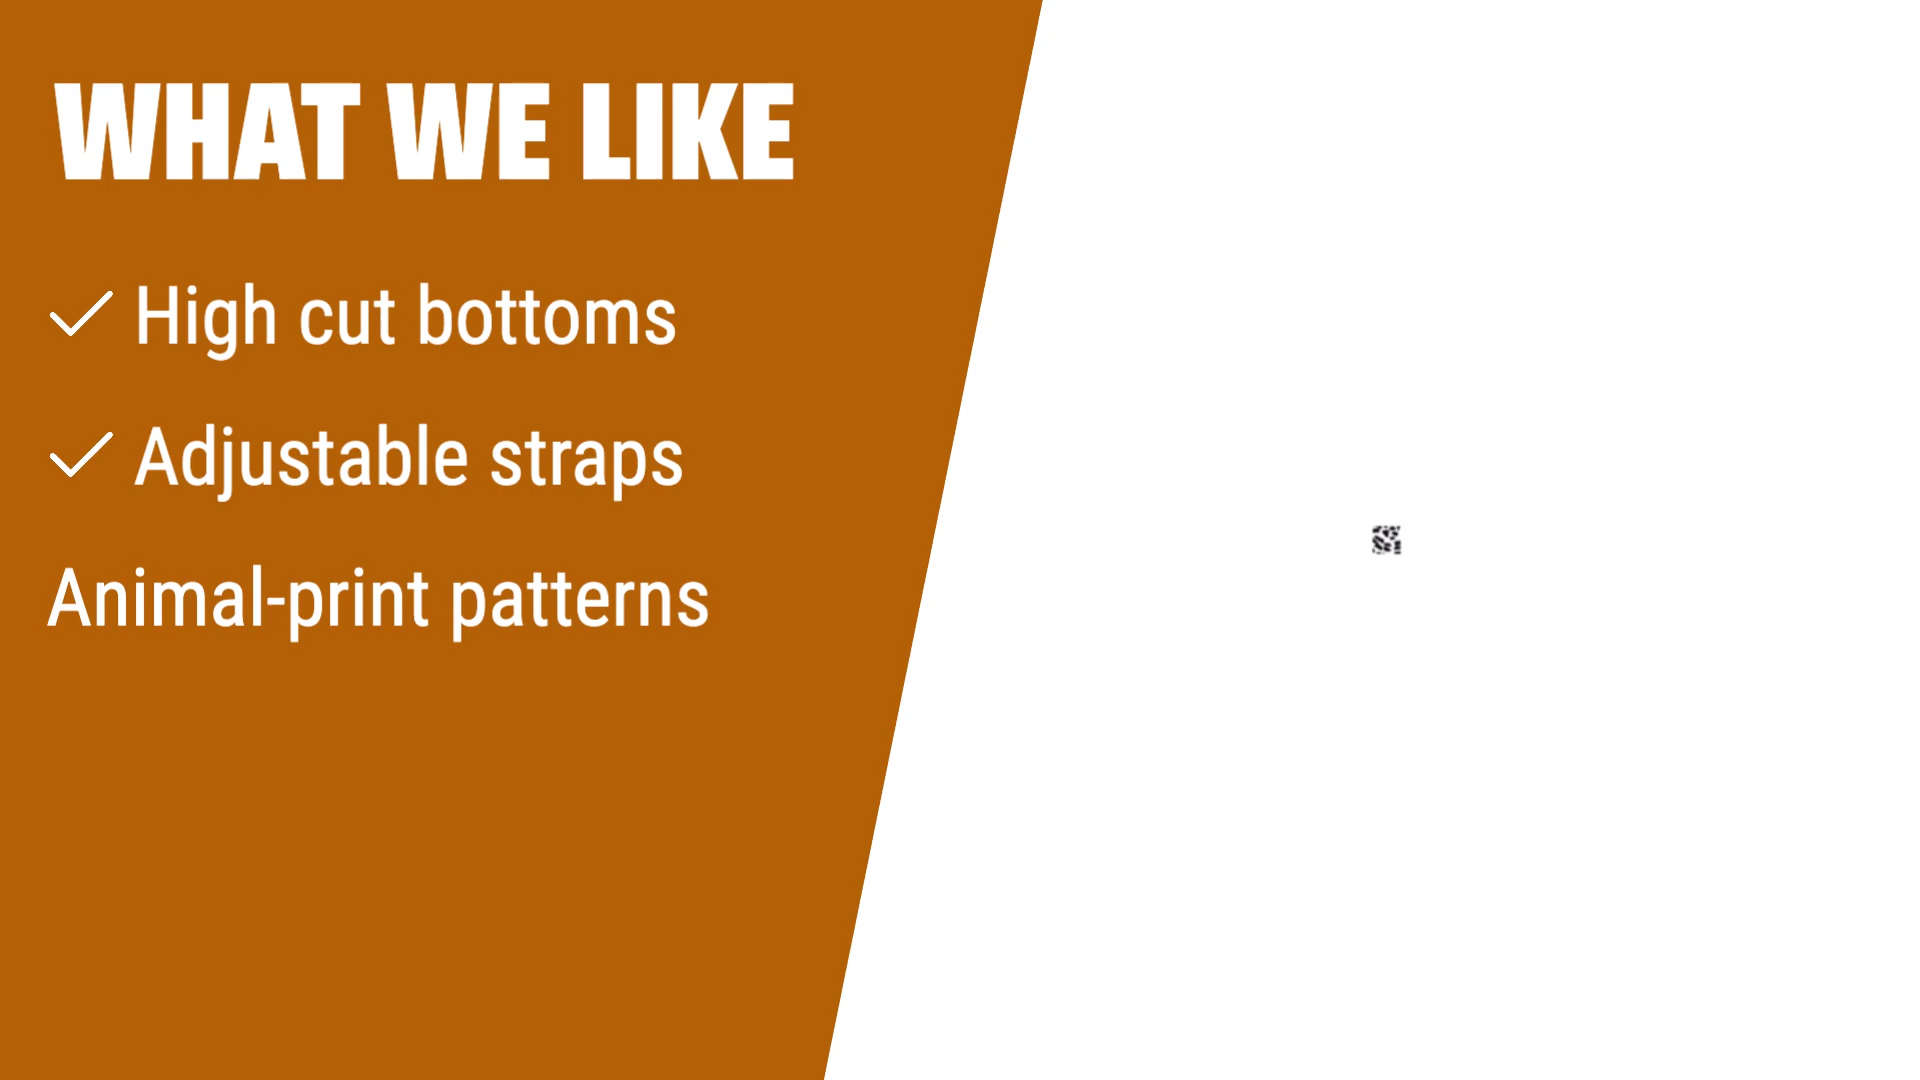 WHAT WE LIKE
✓ High cut bottoms
✓ Adjustable straps
Animal-print patterns